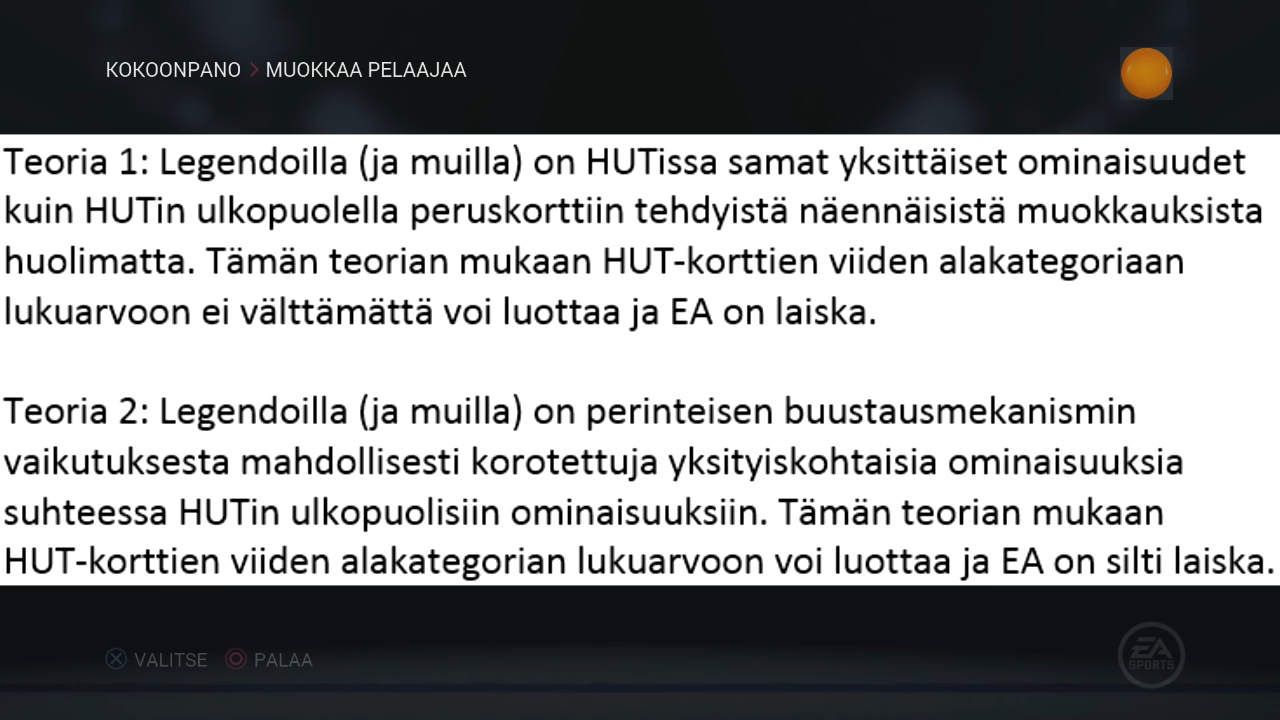 KOKOONPANO > MUOKKAA PELAAJAA
Teoria 1: Legendoilla (ja muilla) on HUTissa samat yksittäiset ominaisuudet
kuin HUTin ulkopuolella peruskorttiin tehdyistä näennäisistä muokkauksista
huolimatta. Tämän teorian mukaan HUT-korttien viiden alakategoriaan
lukuarvoon ei välttämättä voi luottaa ja EA on laiska.
Teoria 2: Legendoilla (ja muilla) on perinteisen buustausmekanismin
vaikutuksesta mahdollisesti korotettuja yksityiskohtaisia ominaisuuksia
suhteessa HUTin ulkopuolisiin ominaisuuksiin. Tämän teorian mukaan
HUT-korttien viiden alakategorian lukuarvoon voi luottaa ja EA on silti laiska.
VALITSE PALAA
EA
SPORTS